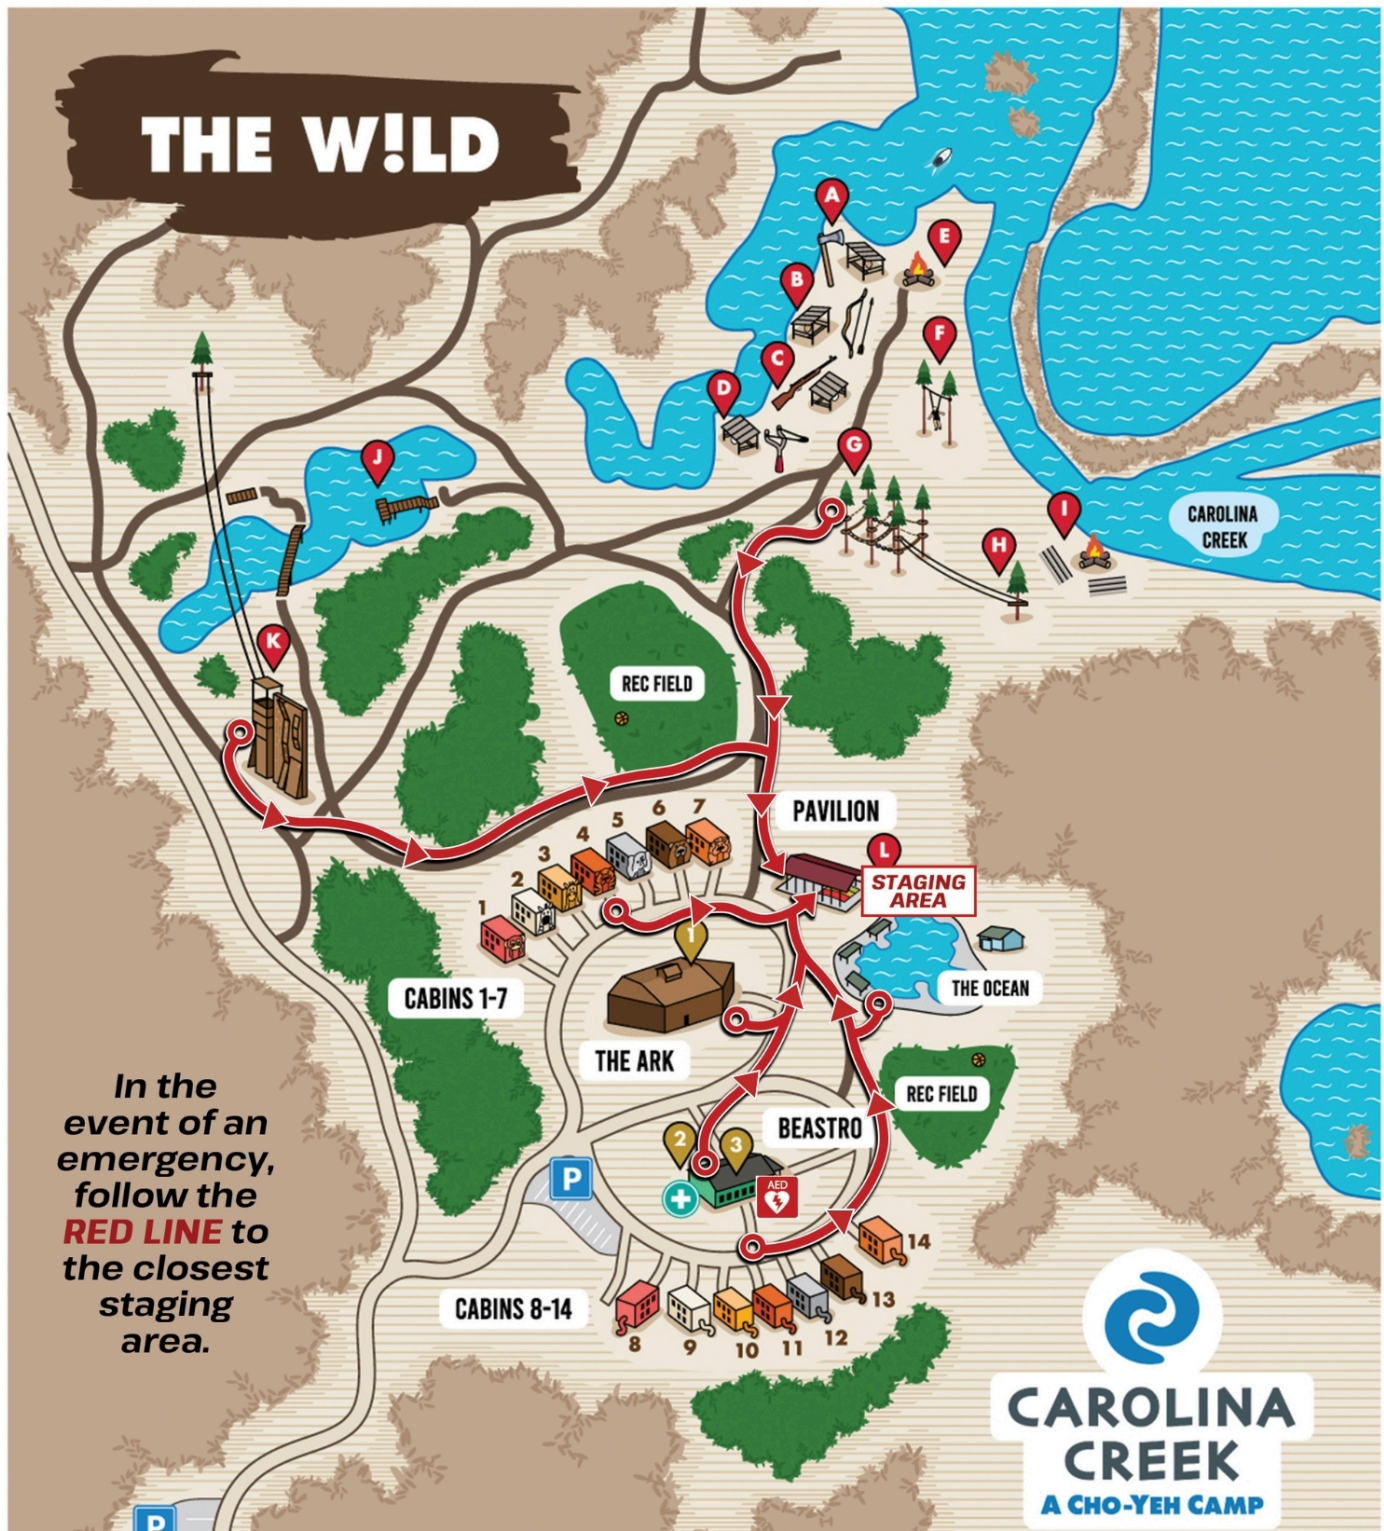 THE W!LD
A
E
B
F
C
D
G
J
I
CAROLINA
CREEK
H
K
REC FIELD
PAVILION
7
6
5
4
3
2
1
L
STAGING
AREA
1
THE OCEAN
CABINS 1-7
THE ARK
REC FIELD
BEASTRO
2
3
P
AED
In the
event of an
emergency,
follow the
RED LINE to
the closest
staging
area.
14
13
CABINS 8-14
12
11
10
9
8
CAROLINA
CREEK
A CHO-YEH CAMP
P